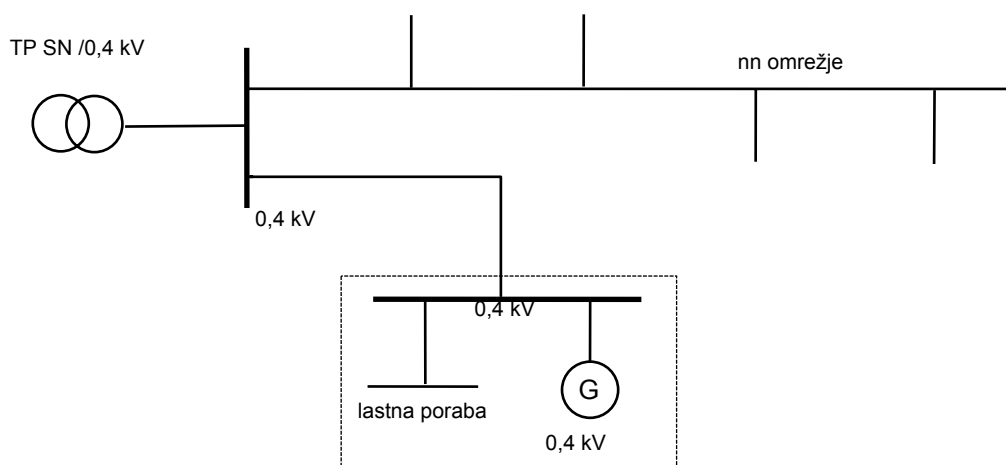 TP SN /0,4 kV
nn omrežje
0,4 kV
0,4 kV
G
lastna poraba
0,4 kV